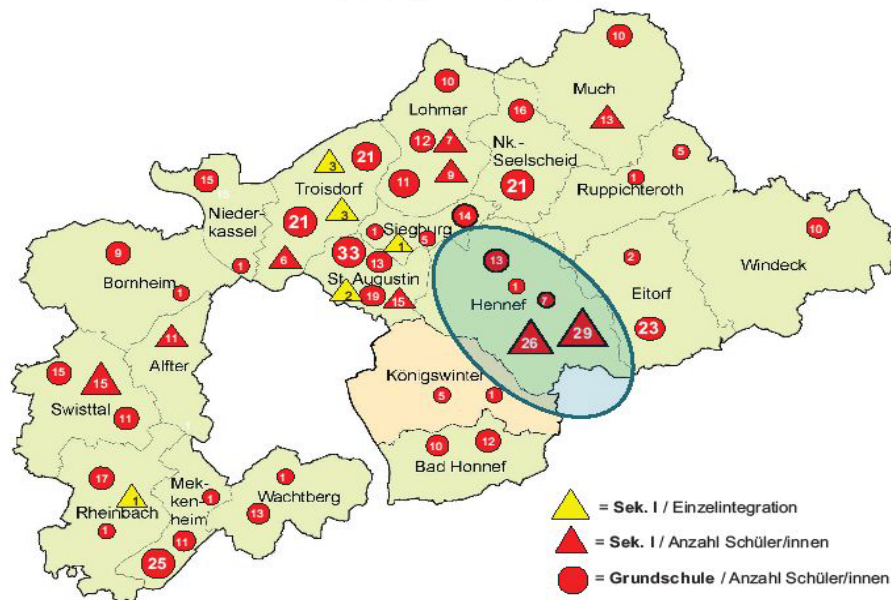 10
10
Lohmar
16
Much
13
12
7
Nk.-
Seelscheid
3
21
11
9
21
5
1
Ruppichteroth
15
Troisdorf
Nieder-
kassel
21
3
14
1
Siegburg
5
1
10
9
33
13
13
2
Windeck
Bornheim
1
6
St. Augustin
1
Hennef
Eitorf
1
2
19
15
7
23
11
26
29
Alfter
15
15
Königswinter
Swisttal
11
5
1
10
12
Bad Honnef
17
Mek-
ken-
heim
1
1
Wachtberg
Rheinbach
1
13
1
11
25
= Sek. I / Einzelintegration
= Sek. I / Anzahl Schüler/innen
= Grundschule / Anzahl Schüler/innen